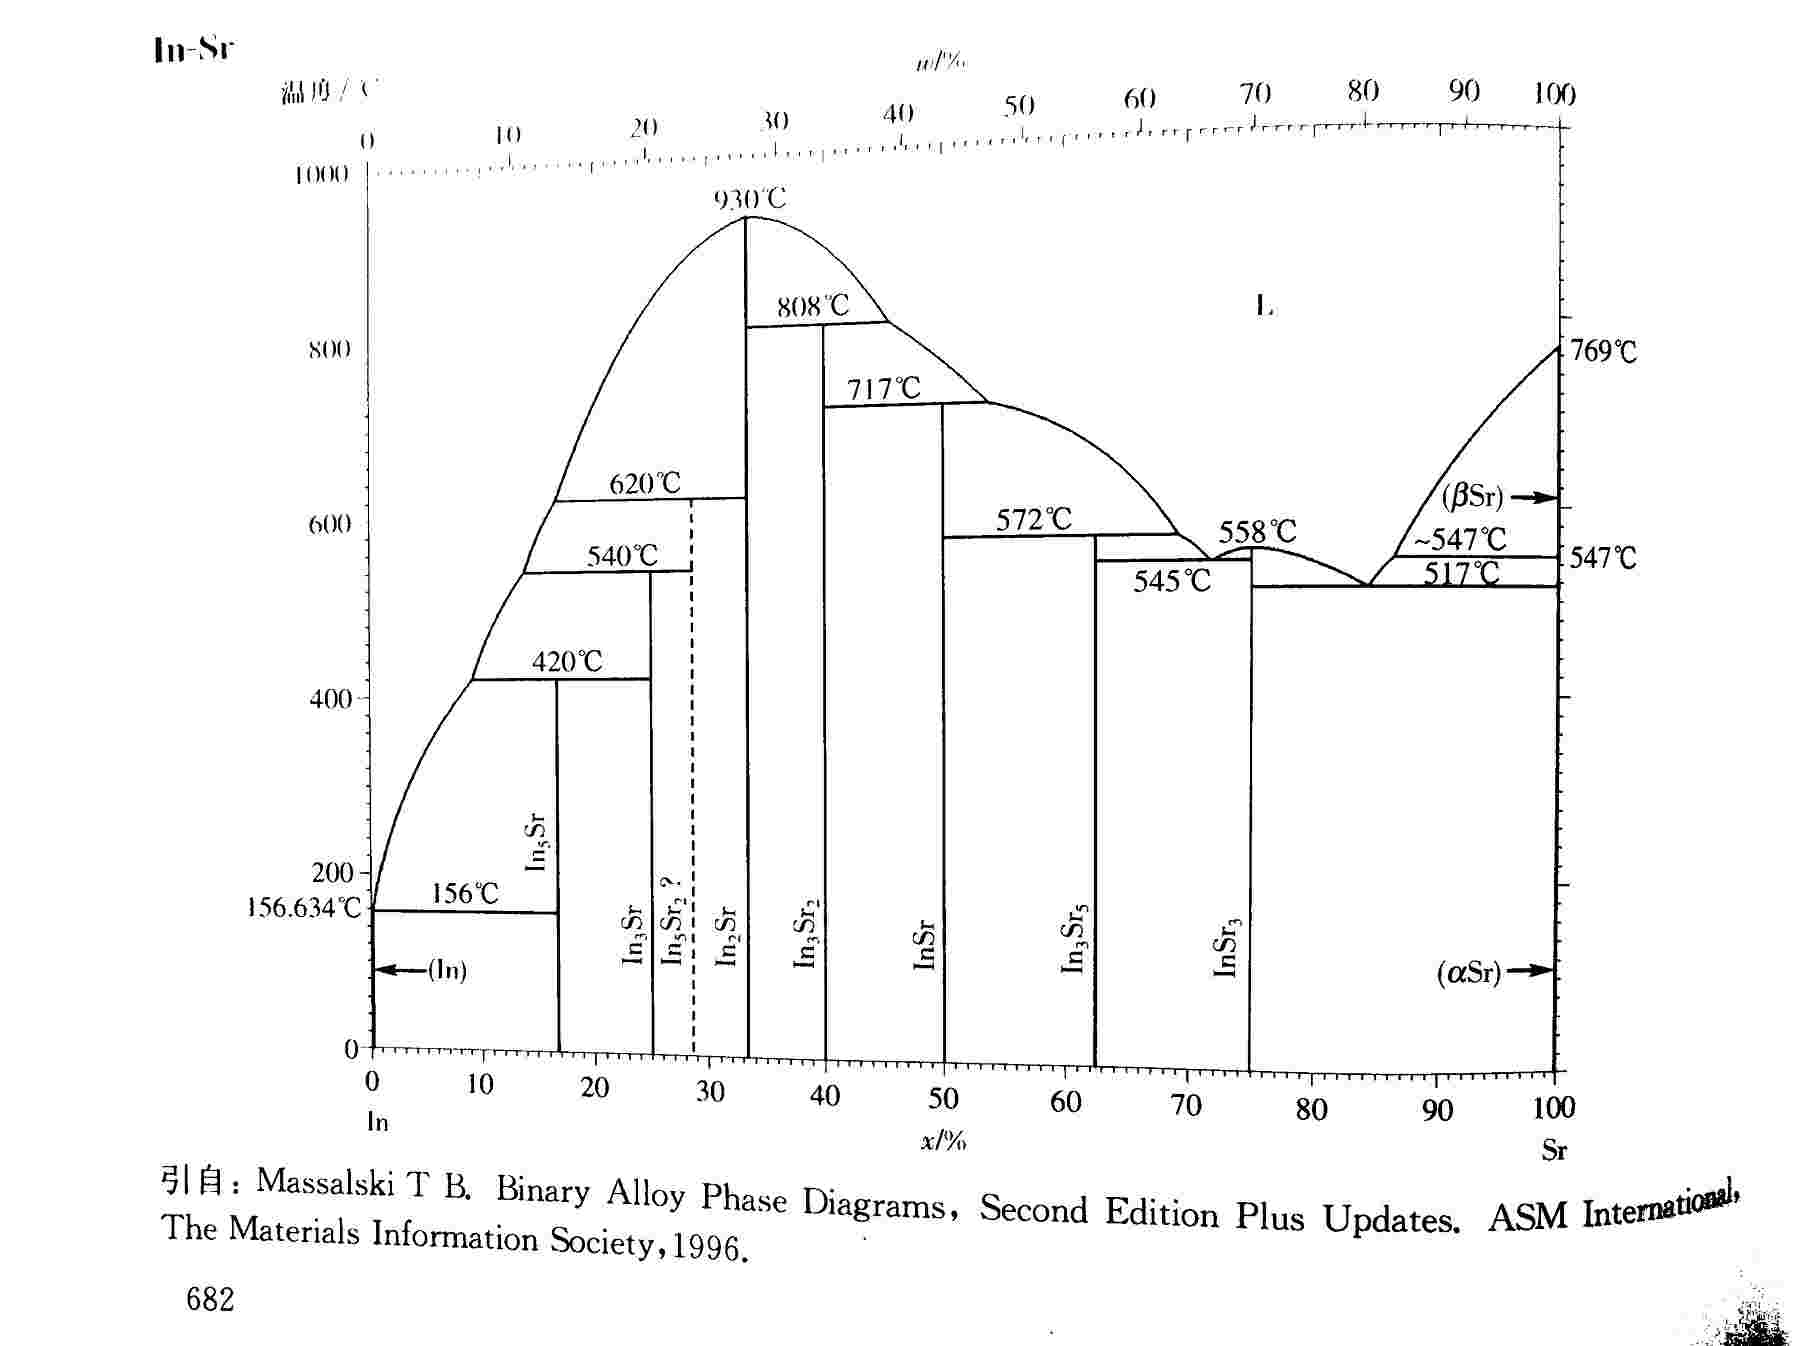 In-Sr
w/%
温度/℃
0 10 20 30 40 50 60 70 80 90 100
1000
930℃
808℃
L
800
769℃
717℃
620℃
(βSr)
600
572℃
558℃
~547℃
547℃
540℃
545℃
517℃
420℃
400
In₅Sr
200
156℃
156.634℃
In₃Sr
In₅Sr₂?
In₂Sr
In₃Sr₂
InSr
In₃Sr₅
InSr₃
(In)
(αSr)
0
0 10 20 30 40 50 60 70 80 90 100
In
x/%
Sr
引自: Massalski T B. Binary Alloy Phase Diagrams, Second Edition Plus Updates. ASM International,
The Materials Information Society,1996.
682